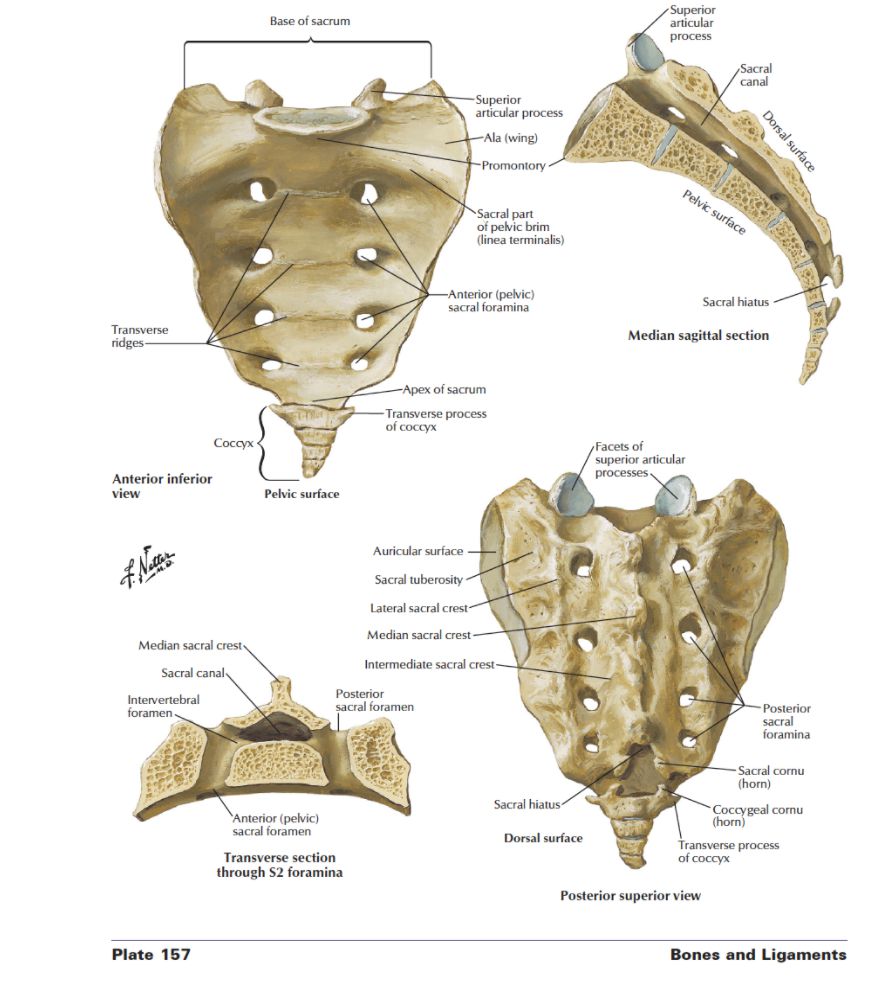 Base of sacrum
Superior
articular process
Ala (wing)
Promontory
Sacral part
of pelvic brim
(linea terminalis)
Anterior (pelvic)
sacral foramina
Transverse
ridges
Apex of sacrum
Transverse process
of coccyx
Coccyx
Anterior inferior
view
Pelvic surface
Superior
articular
process
Sacral
canal
Dorsal surface
Pelvic surface
Sacral hiatus
Median sagittal section
F. Netter
M.D.
Facets of
superior articular
processes
Auricular surface
Sacral tuberosity
Lateral sacral crest
Median sacral crest
Intermediate sacral crest
Posterior
sacral
foramina
Sacral cornu
(horn)
Coccygeal cornu
(horn)
Transverse process
of coccyx
Sacral hiatus
Dorsal surface
Posterior superior view
Median sacral crest
Sacral canal
Intervertebral
foramen
Posterior
sacral foramen
Anterior (pelvic)
sacral foramen
Transverse section
through S2 foramina
Plate 157
Bones and Ligaments